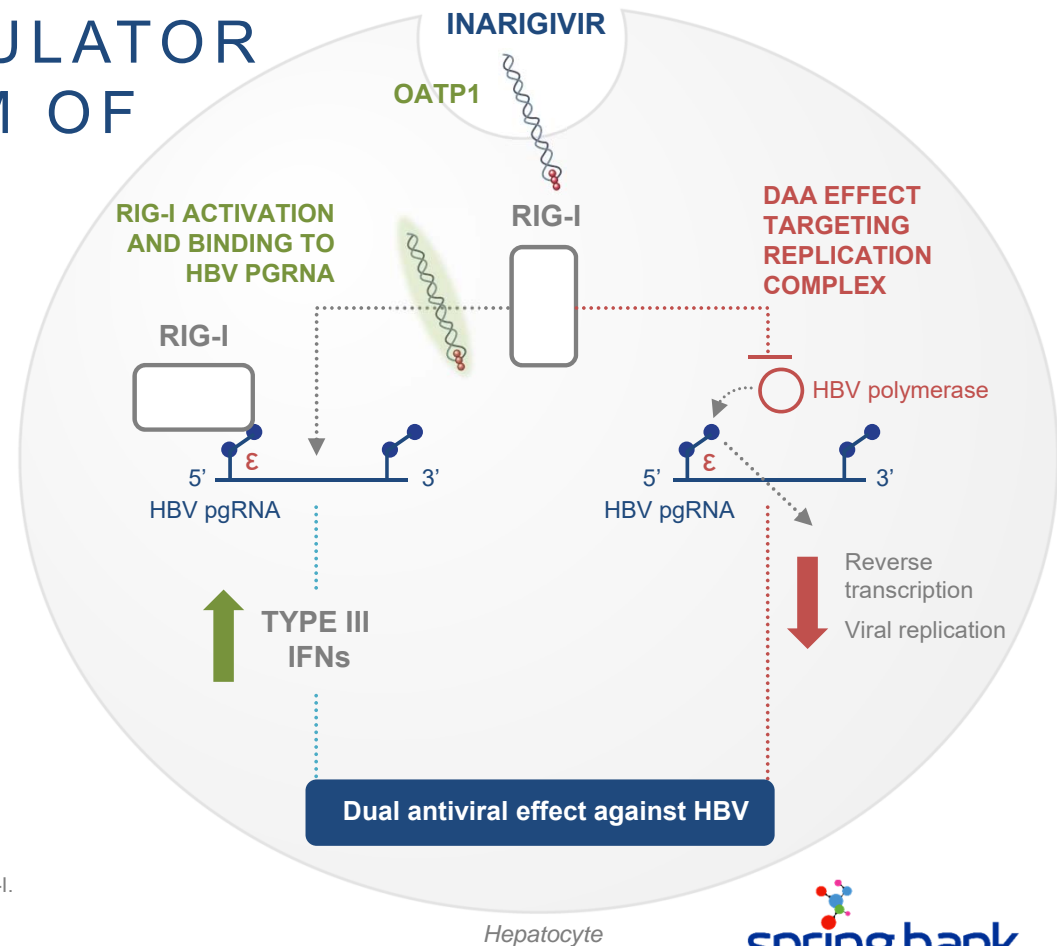 ULATOR
OF
INARIGIVIR
OATP1
RIG-I
RIG-I ACTIVATION
AND BINDING TO
HBV PGRNA
DAA EFFECT
TARGETING
REPLICATION
COMPLEX
RIG-I
HBV polymerase
5’
ε
3’
HBV pgRNA
5’
ε
3’
HBV pgRNA
Reverse
transcription
Viral replication
TYPE III
IFNs
Dual antiviral effect against HBV
Hepatocyte
spring bank